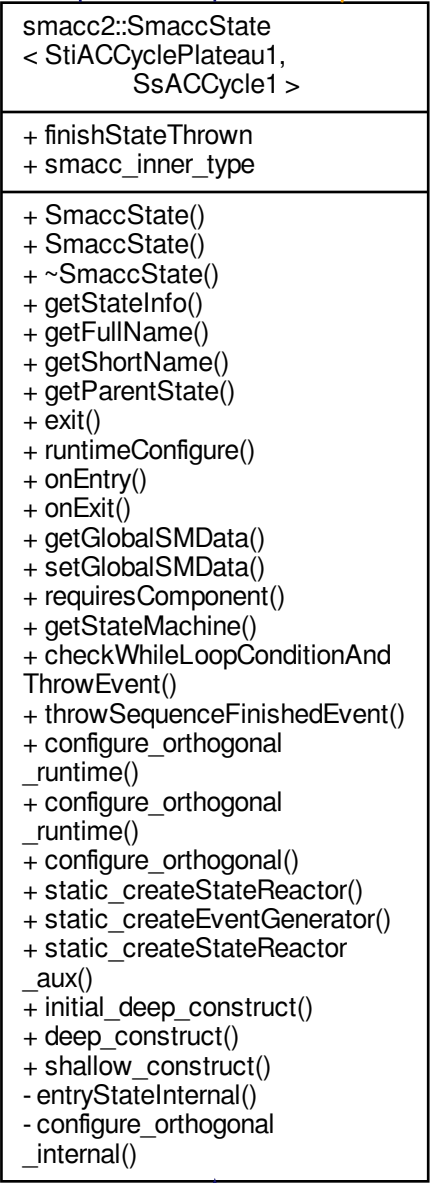 smacc2::SmaccState
< StiACCyclePlateau1,
SsACCycle1 >
+ finishStateThrown
+ smacc_inner_type
+ SmaccState()
+ SmaccState()
+ ~SmaccState()
+ getStateInfo()
+ getFullName()
+ getShortName()
+ getParentState()
+ exit()
+ runtimeConfigure()
+ onEntry()
+ onExit()
+ getGlobalSMData()
+ setGlobalSMData()
+ requiresComponent()
+ getStateMachine()
+ checkWhileLoopConditionAnd
ThrowEvent()
+ throwSequenceFinishedEvent()
+ configure_orthogonal
_runtime()
+ configure_orthogonal
_runtime()
+ configure_orthogonal()
+ static_createStateReactor()
+ static_createEventGenerator()
+ static_createStateReactor
_aux()
+ initial_deep_construct()
+ deep_construct()
+ shallow_construct()
- entryStateInternal()
- configure_orthogonal
_internal()